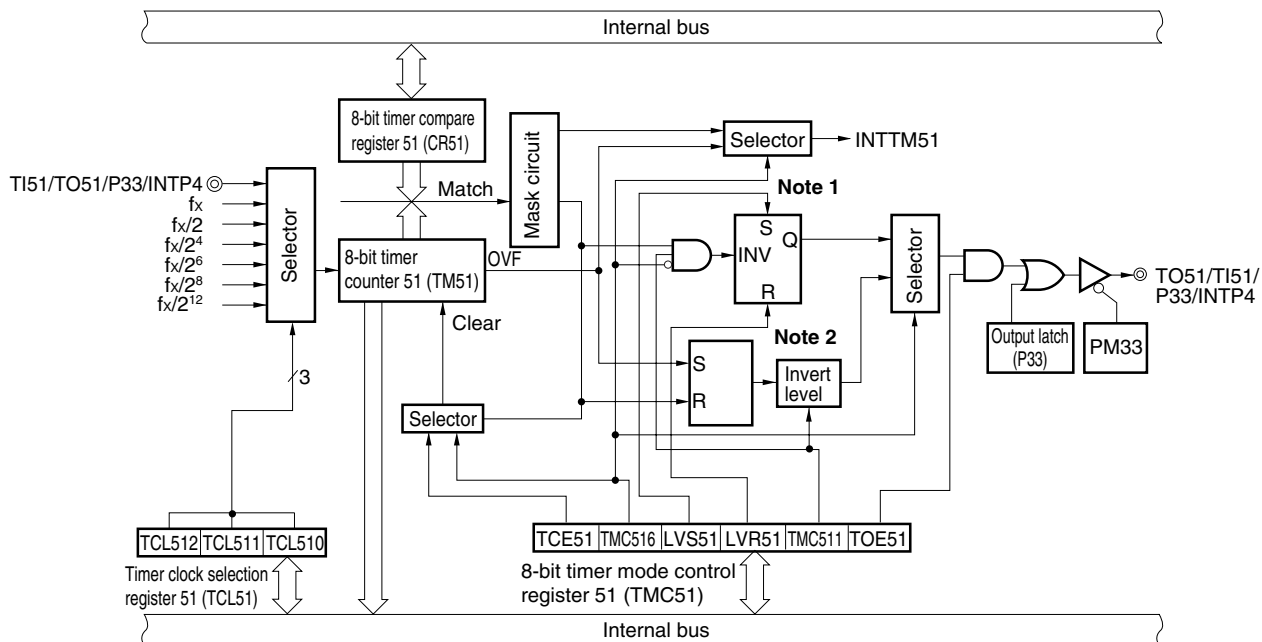 Internal bus
8-bit timer compare
register 51 (CR51)
Mask circuit
Selector
INTTM51
TI51/TO51/P33/INTP4
fx
fx/2
fx/2⁴
fx/2⁶
fx/2⁸
fx/2¹²
Selector
Match
Note 1
8-bit timer
counter 51 (TM51)
OVF
Clear
S
INV
Q
R
Selector
TO51/TI51/
P33/INTP4
Note 2
Output latch
(P33)
PM33
S
R
Invert
level
3
Selector
TCL512 TCL511 TCL510
Timer clock selection
register 51 (TCL51)
TCE51 TMC516 LVS51 LVR51 TMC511 TOE51
8-bit timer mode control
register 51 (TMC51)
Internal bus